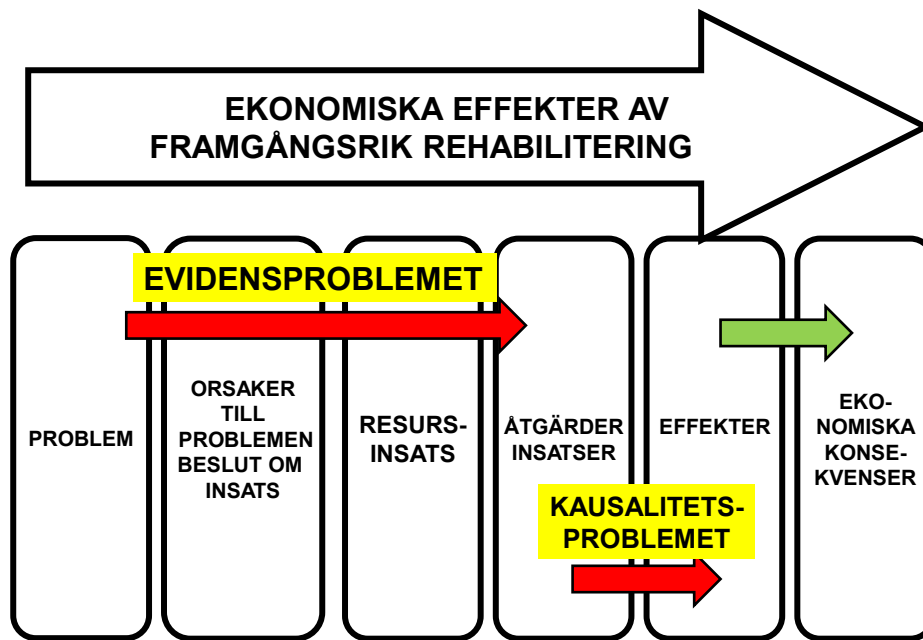 EKONOMISKA EFFEKTER AV
FRAMGÅNGSRIK REHABILITERING
EVIDENSPROBLEMET
PROBLEM
ORSAKER
TILL
PROBLEMEN
BESLUT OM
INSATS
RESURS-
INSATS
ÅTGÄRDER
INSATSER
EFFEKTER
EKO-
NOMISKA
KONSE-
KVENSER
KAUSALITETS-
PROBLEMET